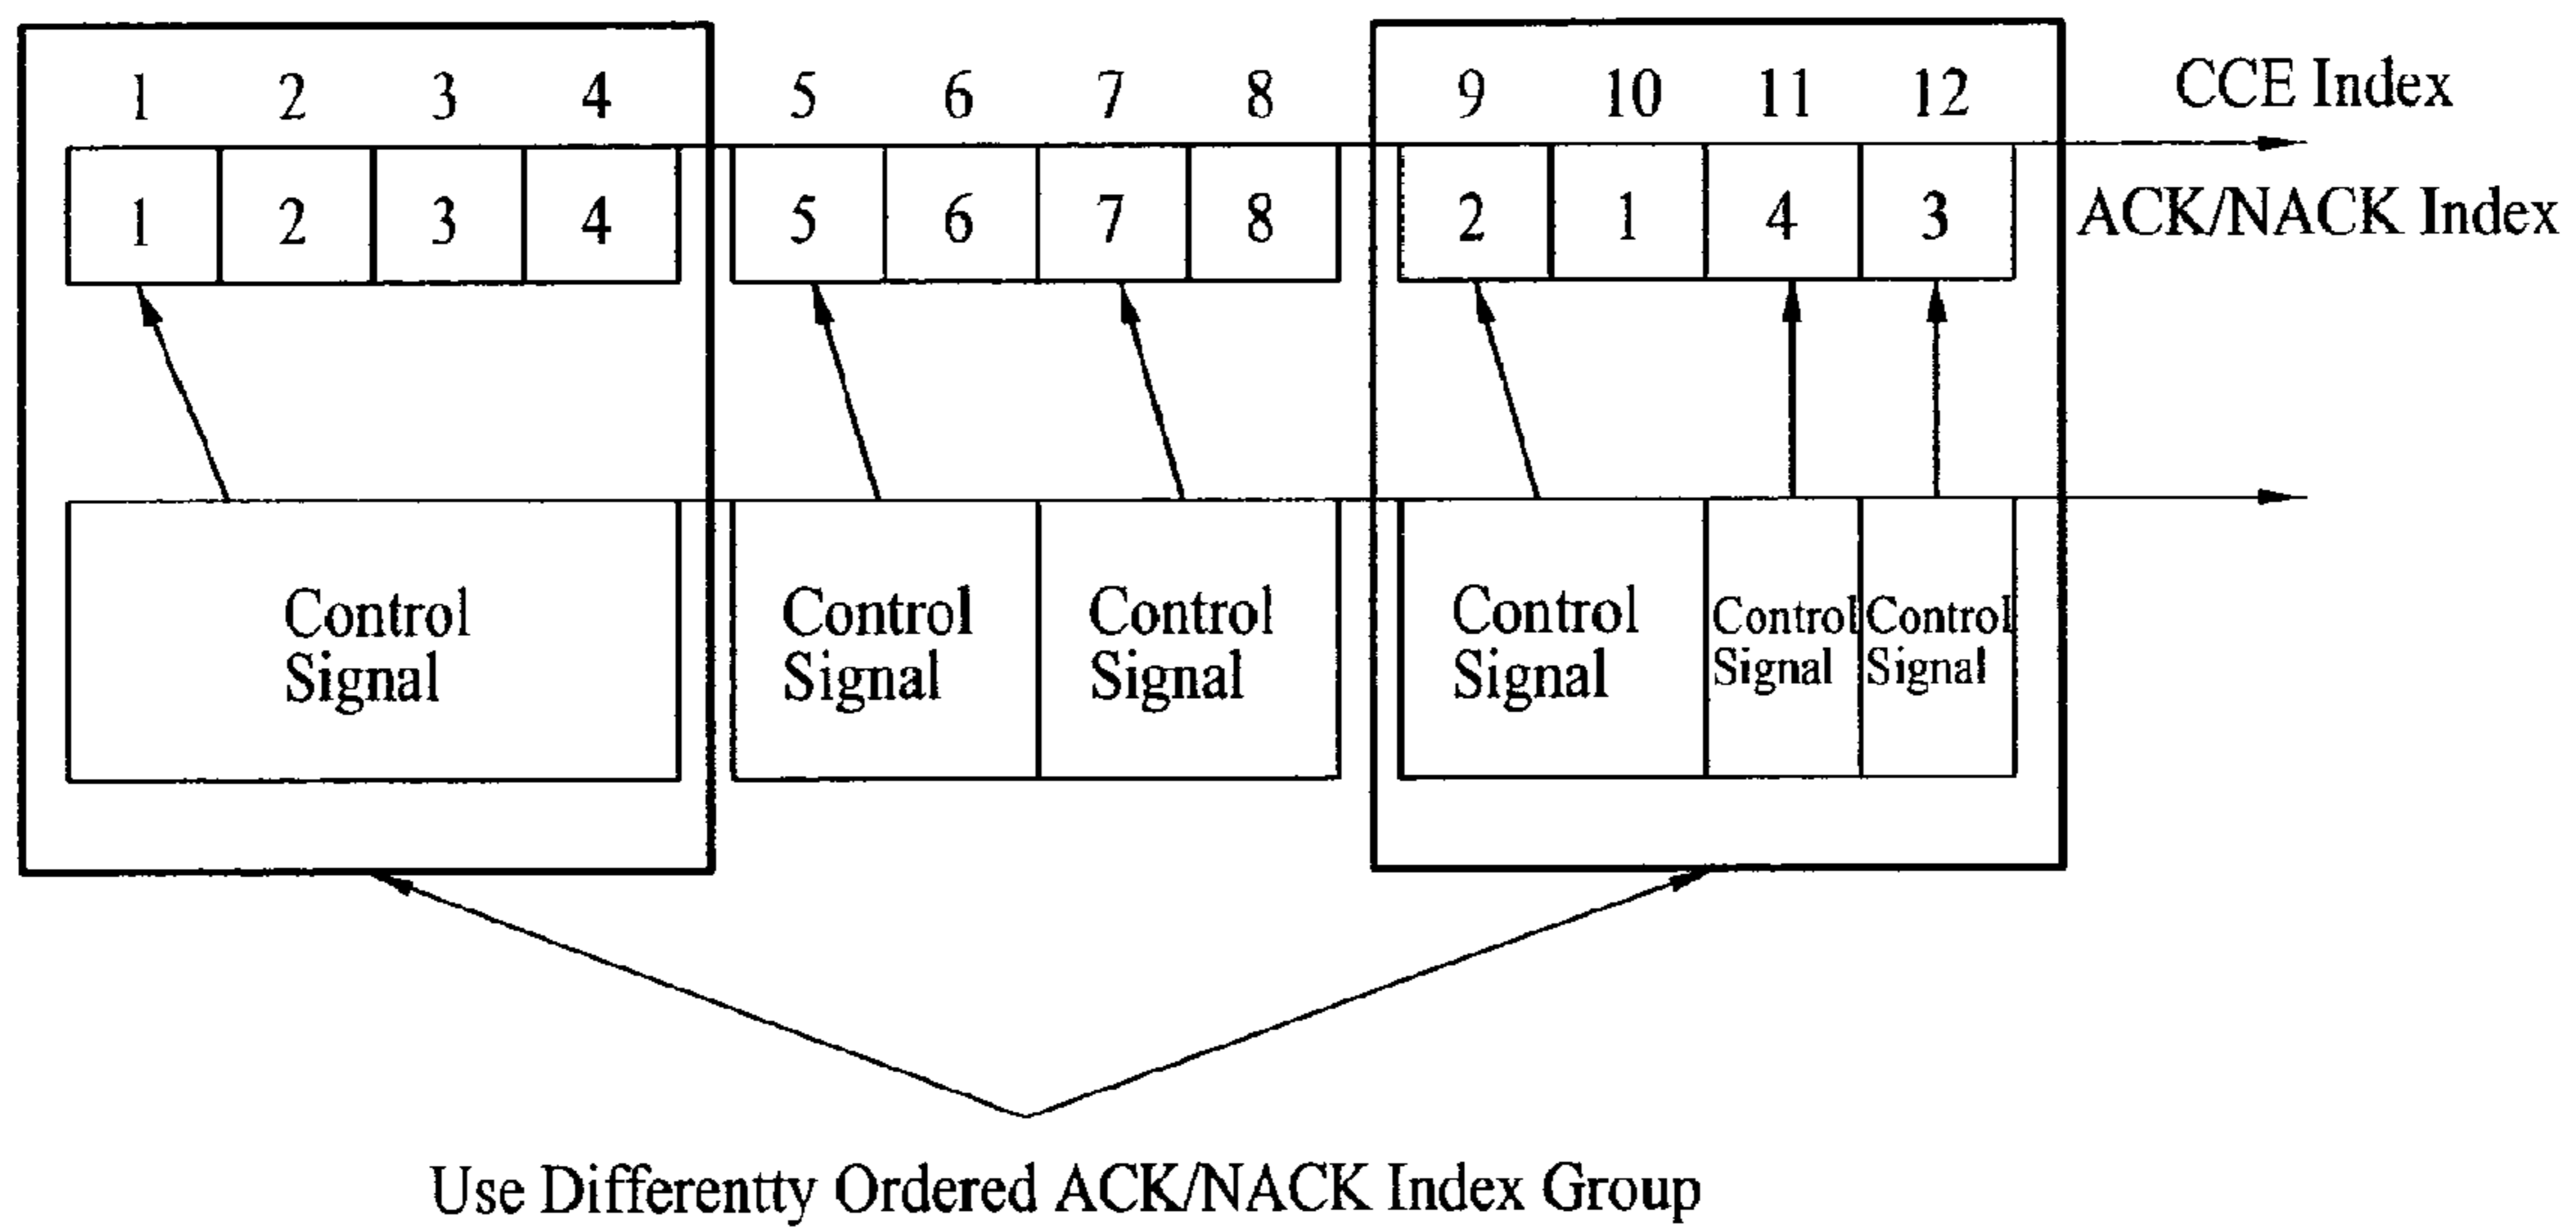 1 2 3 4 5 6 7 8 9 10 11 12 CCE Index
1 2 3 4 5 6 7 8 2 1 4 3 ACK/NACK Index
Control Control Control Control Control Control
Signal Signal Signal Signal Signal Signal
Use Differentty Ordered ACK/NACK Index Group